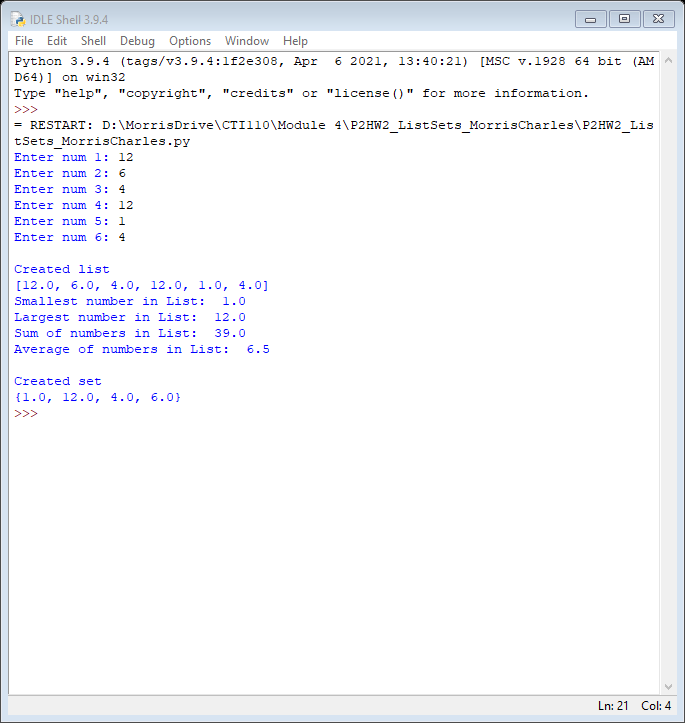 IDLE Shell 3.9.4
File Edit Shell Debug Options Window Help
Python 3.9.4 (tags/v3.9.4:1f2e308, Apr  6 2021, 13:40:21) [MSC v.1928 64 bit (AM
D64)] on win32
Type "help", "copyright", "credits" or "license()" for more information.
>>>
= RESTART: D:\MorrisDrive\CTI110\Module 4\P2HW2_ListSets_MorrisCharles\P2HW2_Lis
tSets_MorrisCharles.py
Enter num 1: 12
Enter num 2: 6
Enter num 3: 4
Enter num 4: 12
Enter num 5: 1
Enter num 6: 4
Created list
[12.0, 6.0, 4.0, 12.0, 1.0, 4.0]
Smallest number in List:  1.0
Largest number in List:  12.0
Sum of numbers in List:  39.0
Average of numbers in List:  6.5
Created set
{1.0, 12.0, 4.0, 6.0}
>>>
Ln: 21 Col: 4